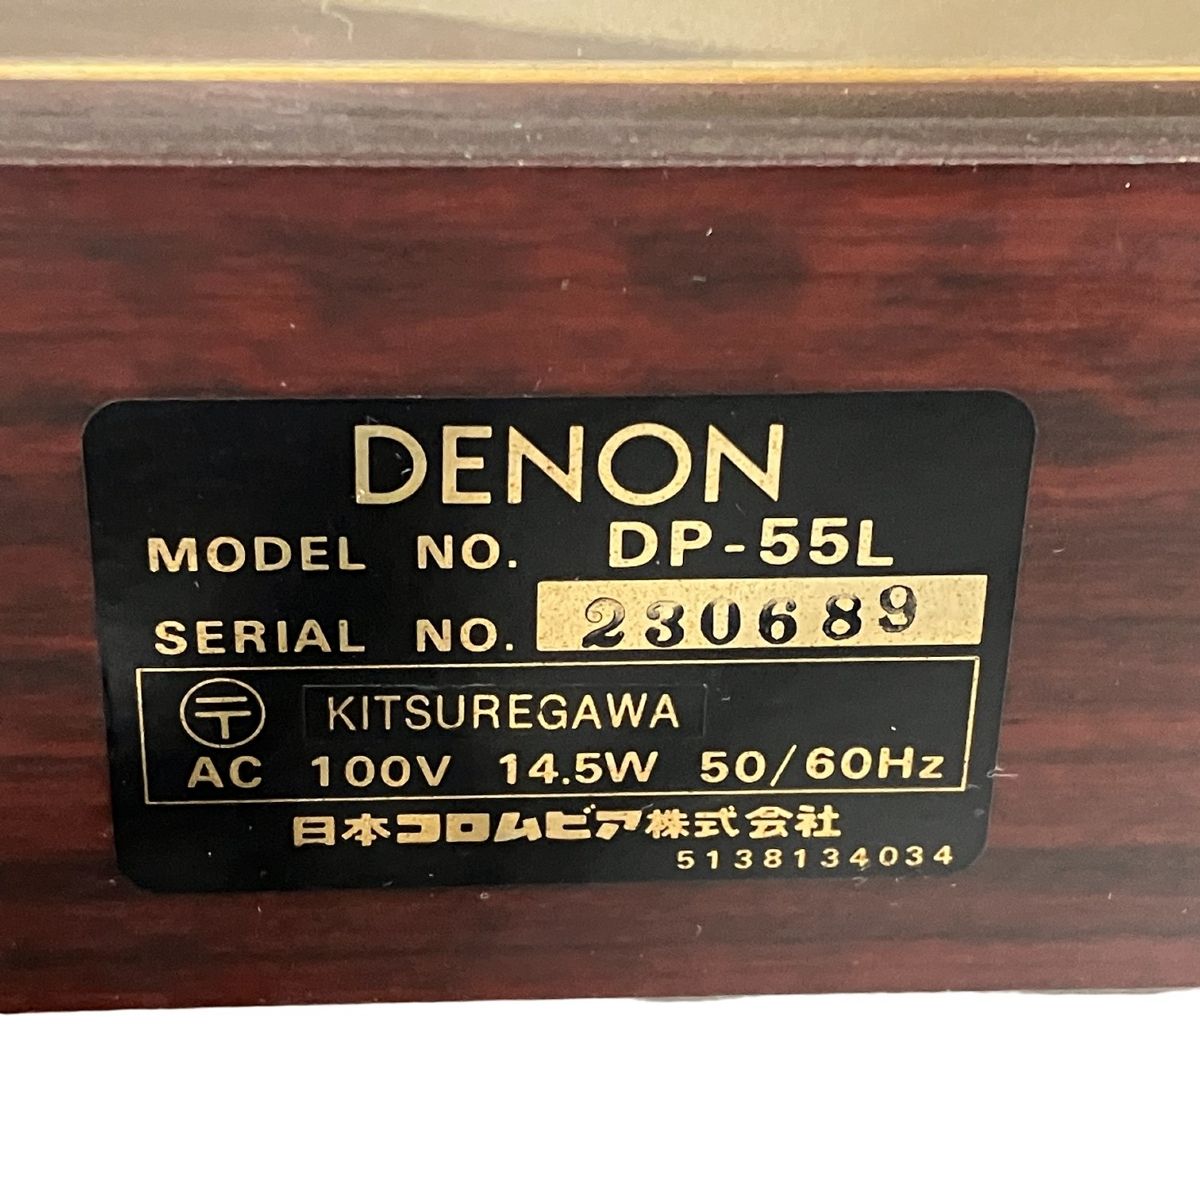 DENON
MODEL NO. DP-55L
SERIAL NO. 230689
〒 KITSUREGAWA
AC 100V 14.5W 50/60Hz
日本コロムビア株式会社
5138134034